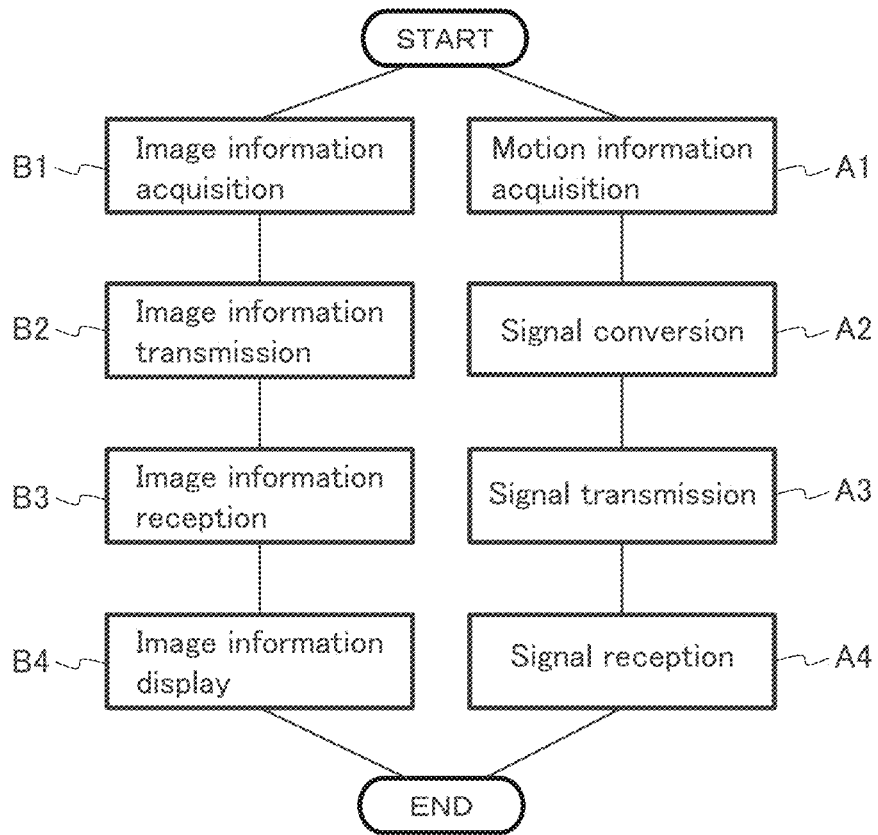 START
B1
Image information
acquisition
Motion information
acquisition
A1
B2
Image information
transmission
Signal conversion
A2
B3
Image information
reception
Signal transmission
A3
B4
Image information
display
Signal reception
A4
END